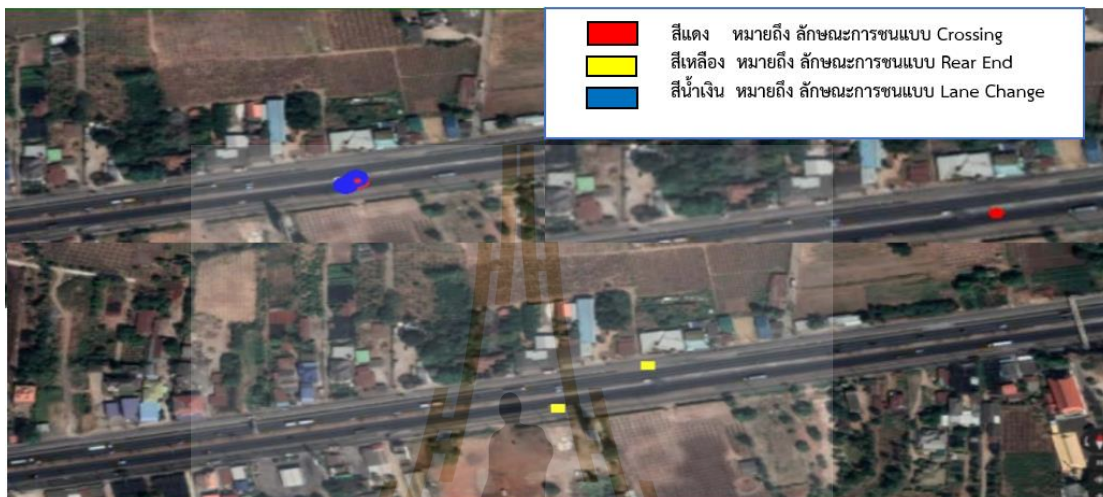 สีแดง หมายถึง ลักษณะการชนแบบ Crossing
สีเหลือง หมายถึง ลักษณะการชนแบบ Rear End
สีน้ำเงิน หมายถึง ลักษณะการชนแบบ Lane Change